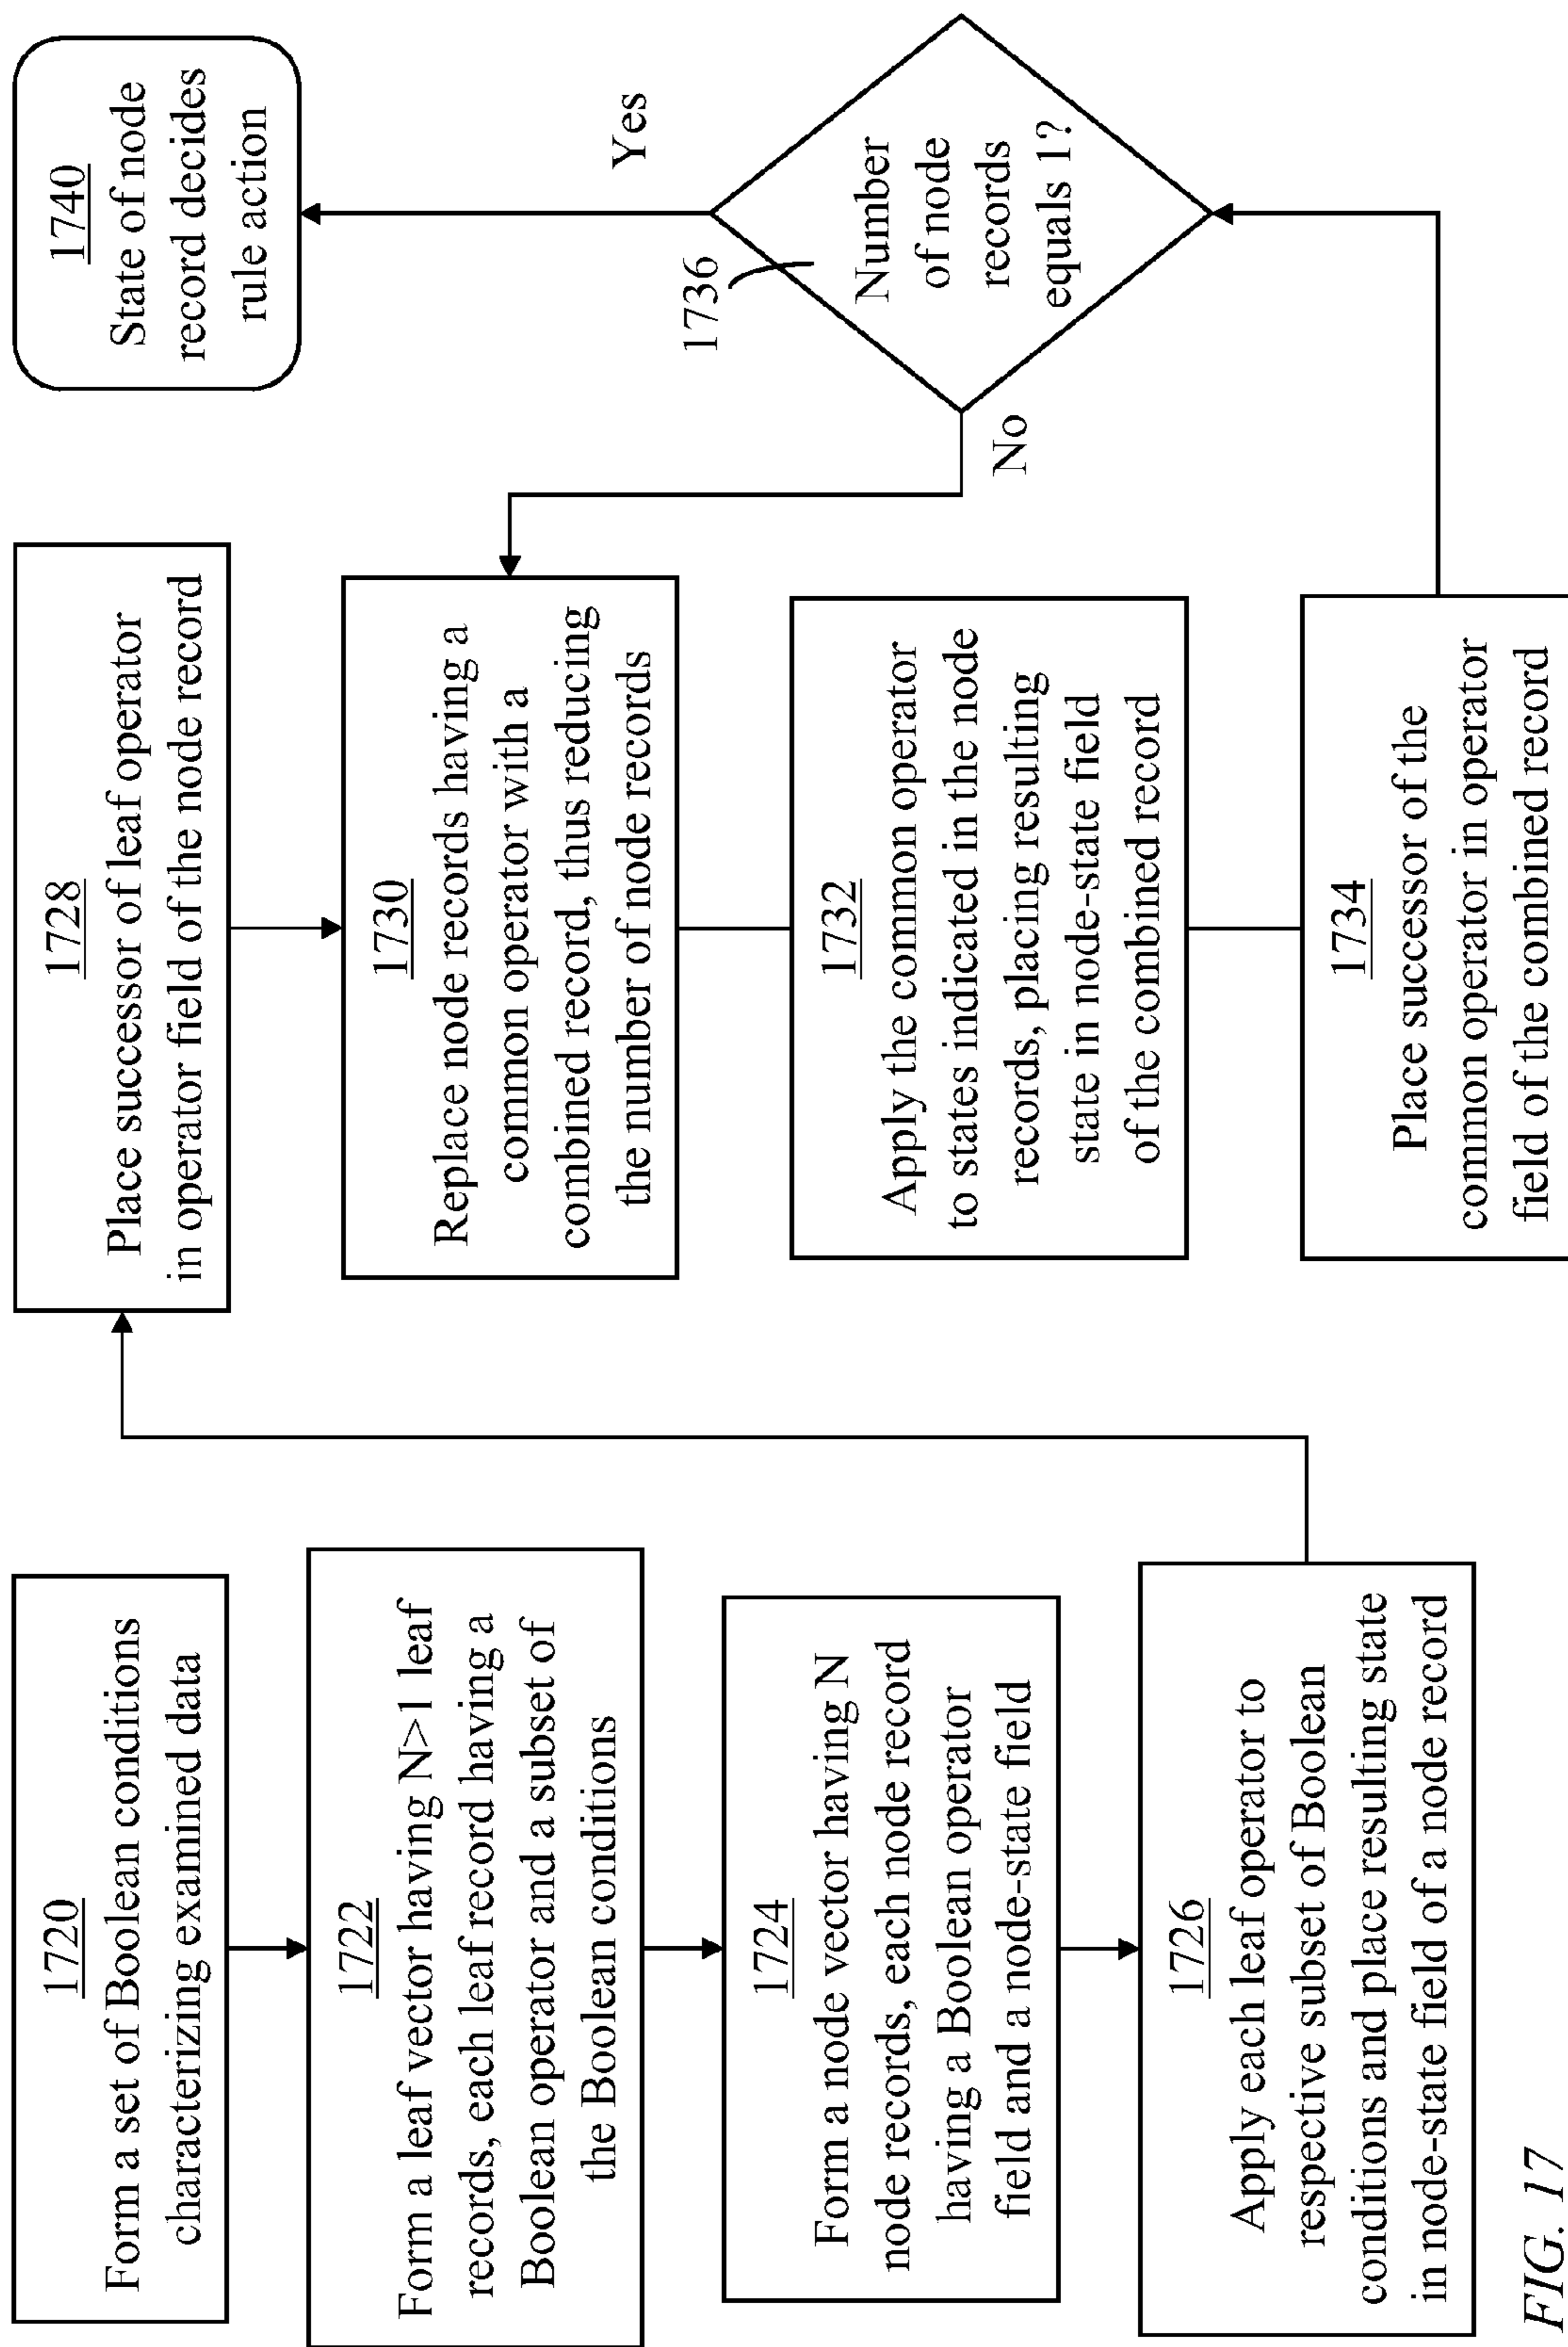 1720
Form a set of Boolean conditions
characterizing examined data
1722
Form a leaf vector having N>1 leaf
records, each leaf record having a
Boolean operator and a subset of
the Boolean conditions
1724
Form a node vector having N
node records, each node record
having a Boolean operator
field and a node-state field
1726
Apply each leaf operator to
respective subset of Boolean
conditions and place resulting state
in node-state field of a node record
1728
Place successor of leaf operator
in operator field of the node record
1730
Replace node records having a
common operator with a
combined record, thus reducing
the number of node records
1732
Apply the common operator
to states indicated in the node
records, placing resulting
state in node-state field
of the combined record
1734
Place successor of the
common operator in operator
field of the combined record
1736
Number
of node
records
equals 1?
No
Yes
1740
State of node
record decides
rule action
FIG. 17